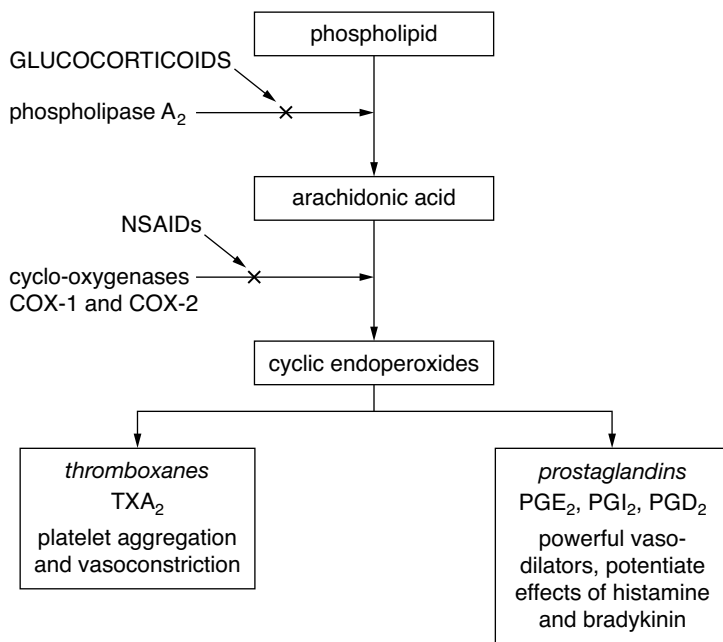 phospholipid
GLUCOCORTICOIDS
phospholipase A₂
arachidonic acid
NSAIDs
cyclo-oxygenases
COX-1 and COX-2
cyclic endoperoxides
thromboxanes
TXA₂
platelet aggregation
and vasoconstriction
prostaglandins
PGE₂, PGI₂, PGD₂
powerful vaso-
dilators, potentiate
effects of histamine
and bradykinin